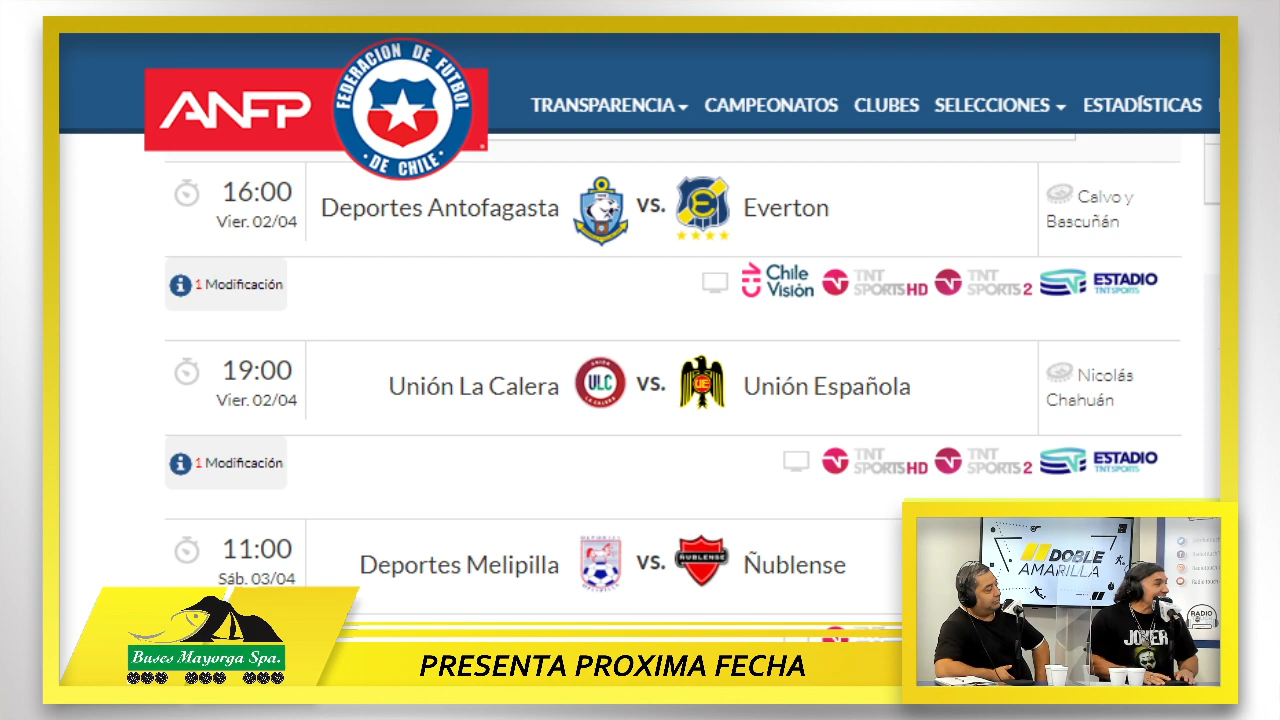 ANFP
FEDERACION DE FUTBOL
· DE CHILE ·
TRANSPARENCIA CAMPEONATOS CLUBES SELECCIONES ESTADÍSTICAS
16:00
Vier. 02/04
Deportes Antofagasta VS. Everton
Calvo y
Bascuñán
1 Modificación
Chile
Visión
TNT
SPORTS HD
TNT
SPORTS 2
ESTADIO
TNT SPORTS
19:00
Vier. 02/04
Unión La Calera
ULC
VS.
UE
Unión Española
Nicolás
Chahuán
1 Modificación
TNT
SPORTS HD
TNT
SPORTS 2
ESTADIO
TNT SPORTS
11:00
Sáb. 03/04
Deportes Melipilla VS.
ÑUBLENSE
Ñublense
DOBLE
AMARILLA
JOKER
RADIO
Buses Mayorga Spa.
PRESENTA PROXIMA FECHA